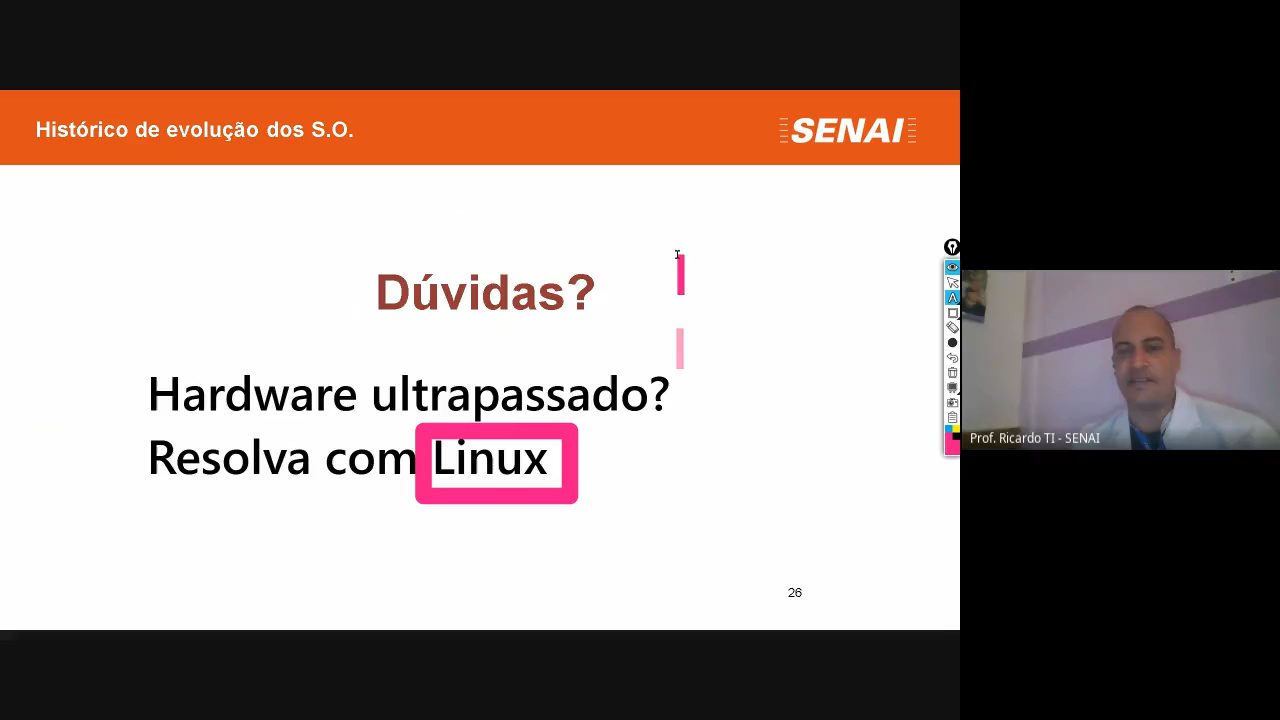 Histórico de evolução dos S.O.
SENAI
Dúvidas?
Hardware ultrapassado?
Resolva com Linux
26
Prof. Ricardo TI - SENAI